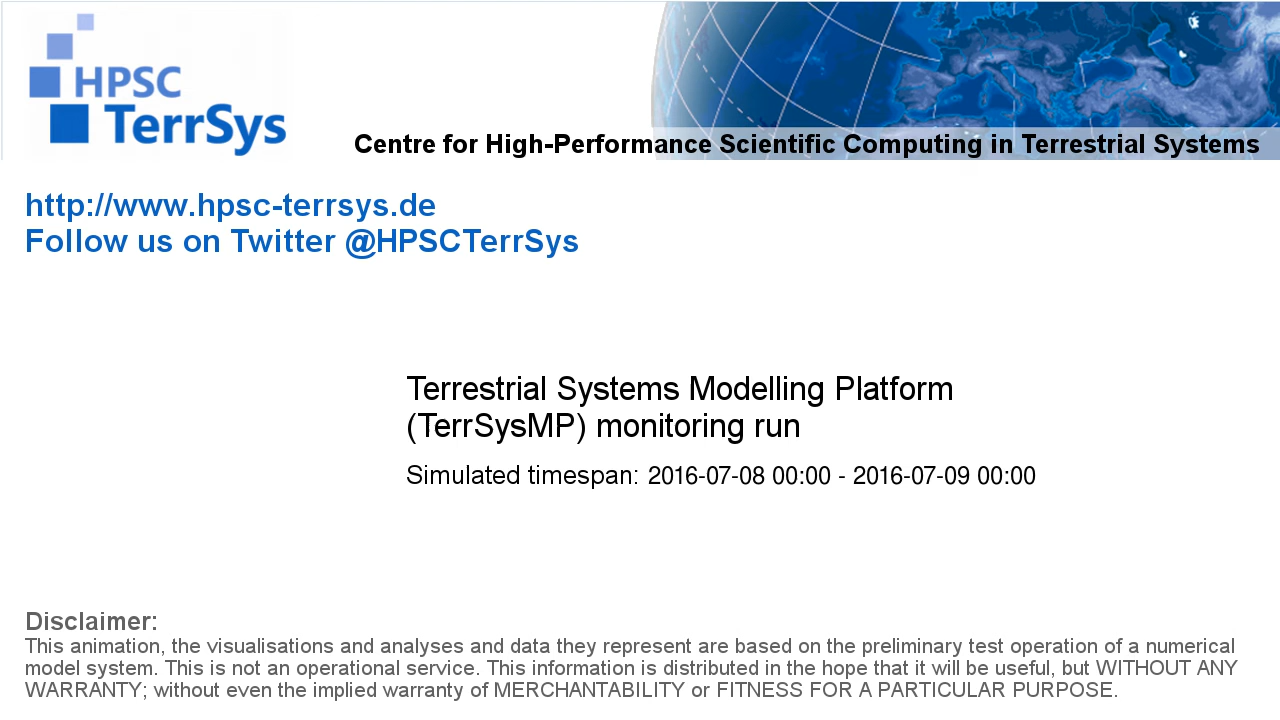 HPSC
TerrSys
Centre for High-Performance Scientific Computing in Terrestrial Systems
http://www.hpsc-terrsys.de
Follow us on Twitter @HPSCTerrSys
Terrestrial Systems Modelling Platform
(TerrSysMP) monitoring run
Simulated timespan: 2016-07-08 00:00 - 2016-07-09 00:00
Disclaimer:
This animation, the visualisations and analyses and data they represent are based on the preliminary test operation of a numerical
model system. This is not an operational service. This information is distributed in the hope that it will be useful, but WITHOUT ANY
WARRANTY; without even the implied warranty of MERCHANTABILITY or FITNESS FOR A PARTICULAR PURPOSE.